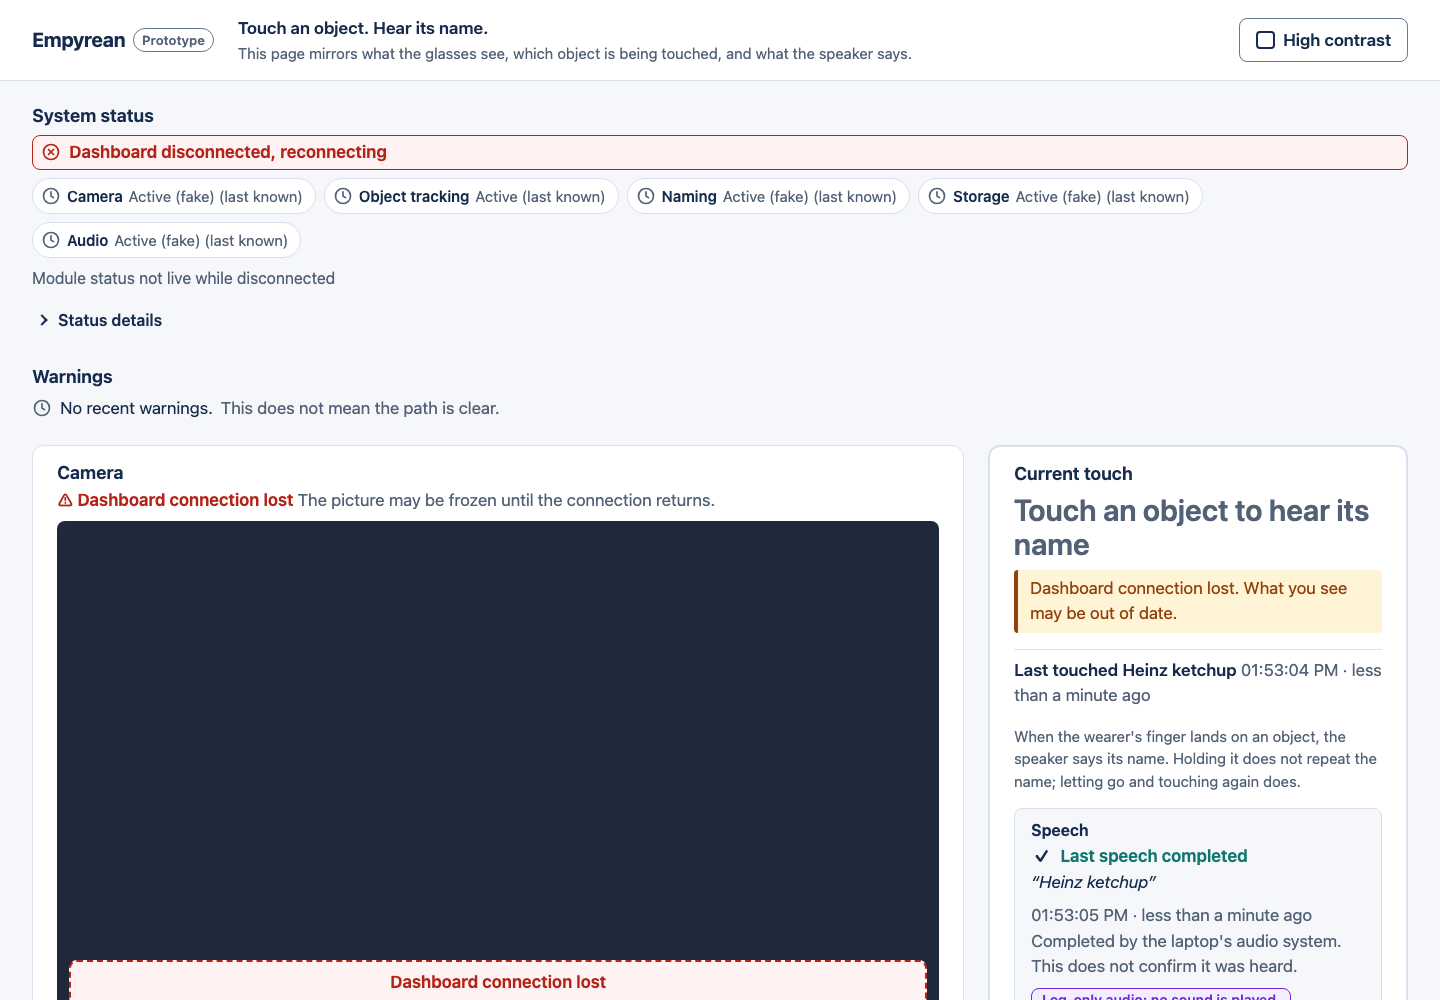 Empyrean Prototype
Touch an object. Hear its name.
This page mirrors what the glasses see, which object is being touched, and what the speaker says.
High contrast
System status
Dashboard disconnected, reconnecting
Camera Active (fake) (last known)
Object tracking Active (last known)
Naming Active (fake) (last known)
Storage Active (fake) (last known)
Audio Active (fake) (last known)
Module status not live while disconnected
Status details
Warnings
No recent warnings. This does not mean the path is clear.
Camera
Dashboard connection lost The picture may be frozen until the connection returns.
Dashboard connection lost
Current touch
Touch an object to hear its
name
Dashboard connection lost. What you see
may be out of date.
Last touched Heinz ketchup 01:53:04 PM · less
than a minute ago
When the wearer's finger lands on an object, the
speaker says its name. Holding it does not repeat the
name; letting go and touching again does.
Speech
Last speech completed
“Heinz ketchup”
01:53:05 PM · less than a minute ago
Completed by the laptop's audio system.
This does not confirm it was heard.
Log-only audio: no sound is played